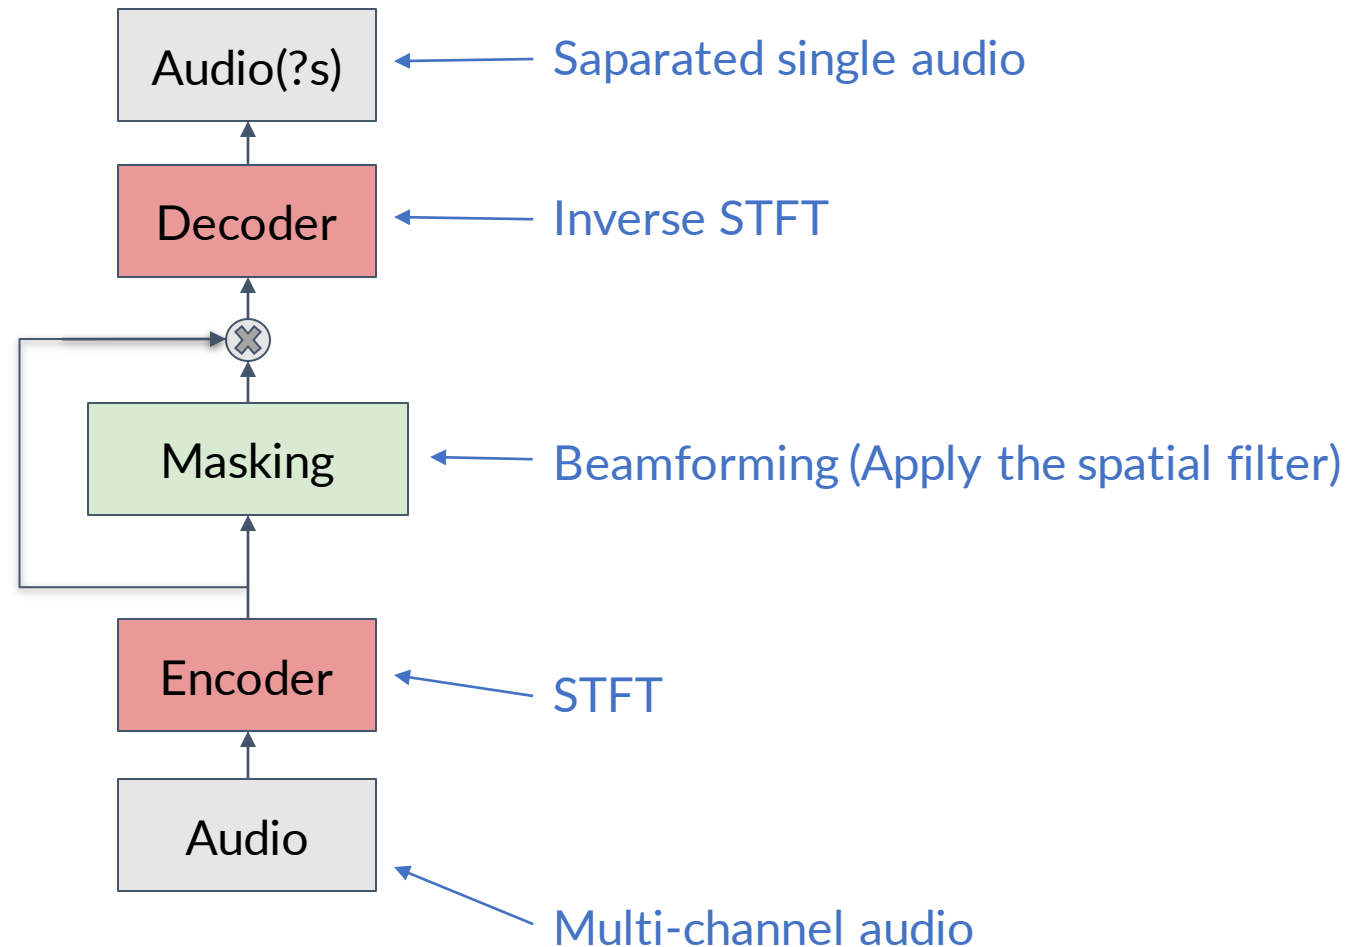 Audio(?s)
Saparated single audio
Decoder
Inverse STFT
Masking
Beamforming (Apply the spatial filter)
Encoder
STFT
Audio
Multi-channel audio